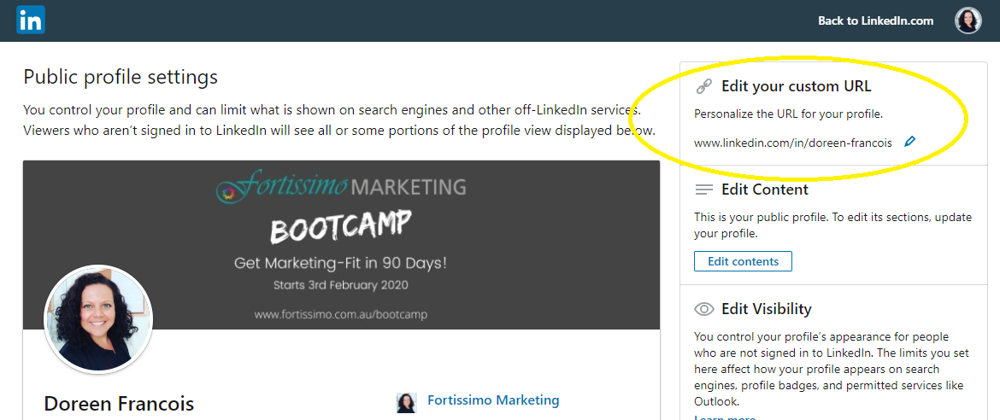 in
Back to LinkedIn.com
Public profile settings
You control your profile and can limit what is shown on search engines and other off-LinkedIn services.
Viewers who aren’t signed in to LinkedIn will see all or some portions of the profile view displayed below.
Fortissimo MARKETING
BOOTCAMP
Get Marketing-Fit in 90 Days!
Starts 3rd February 2020
www.fortissimo.com.au/bootcamp
Doreen Francois
Fortissimo Marketing
Edit your custom URL
Personalize the URL for your profile.
www.linkedin.com/in/doreen-francois
Edit Content
This is your public profile. To edit its sections, update
your profile.
Edit contents
Edit Visibility
You control your profile’s appearance for people
who are not signed in to LinkedIn. The limits you set
here affect how your profile appears on search
engines, profile badges, and permitted services like
Outlook.
Learn more